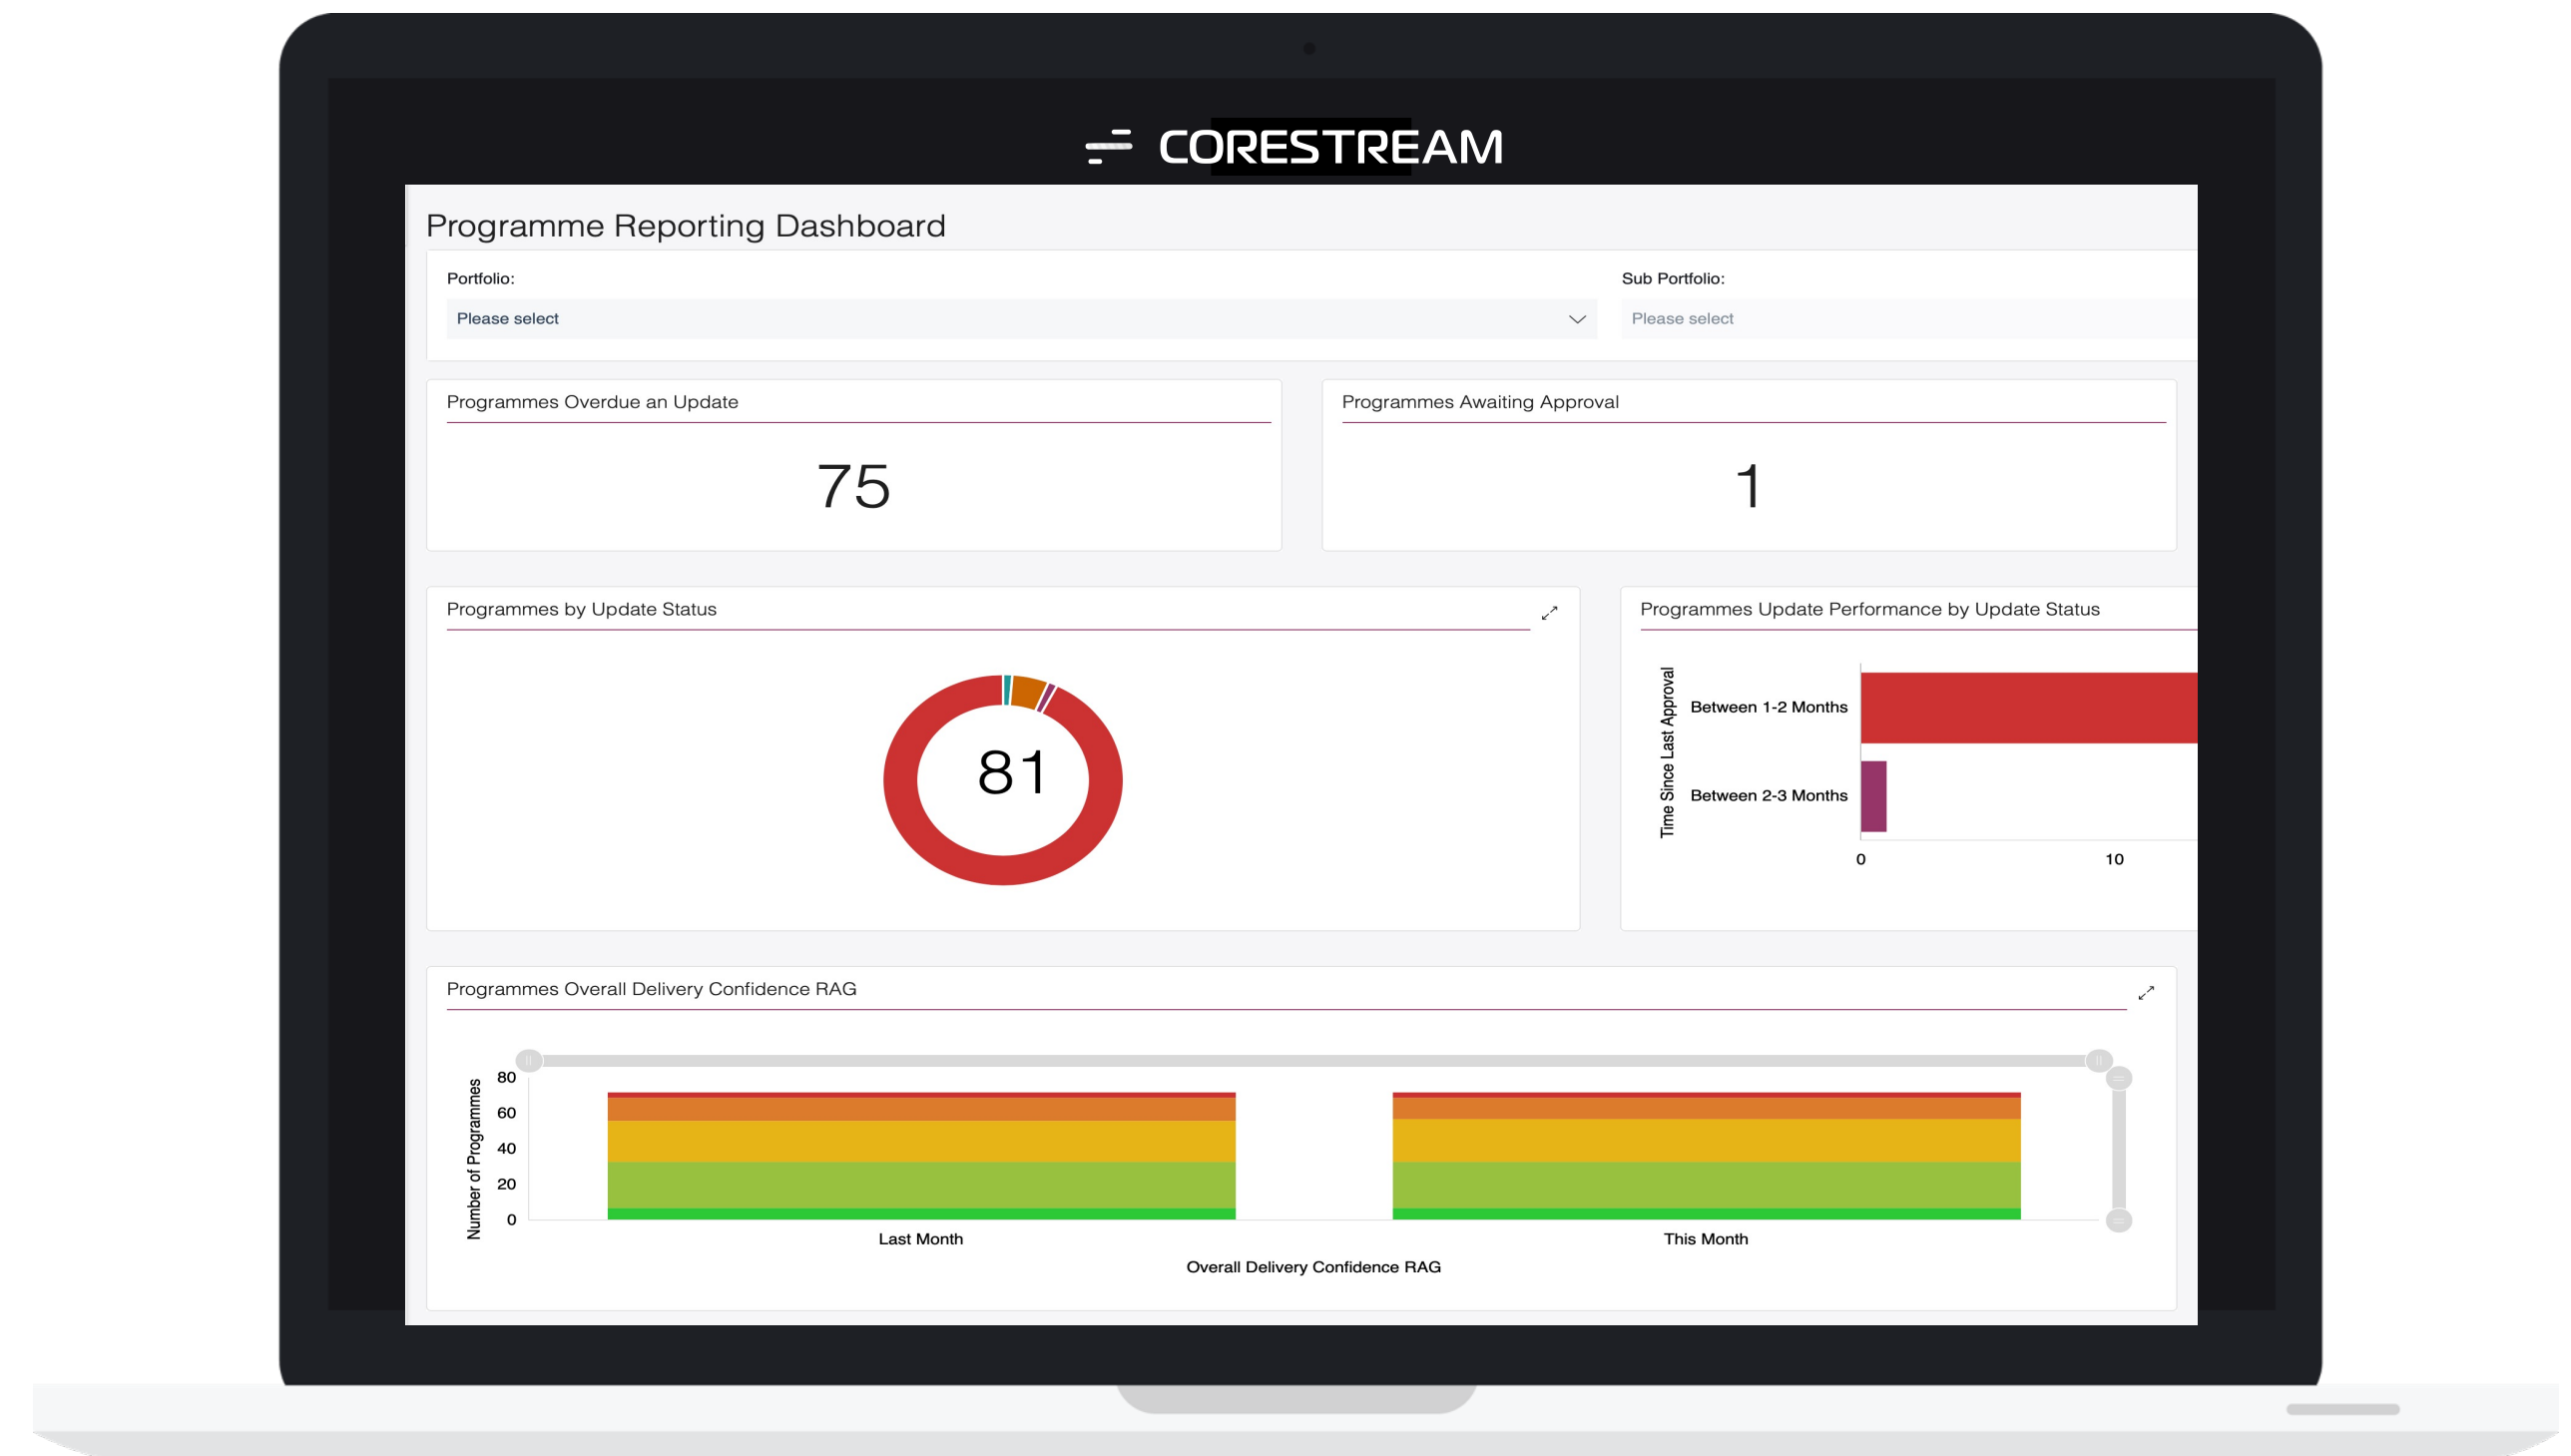 CORESTREAM
Programme Reporting Dashboard
Portfolio:
Please select
Sub Portfolio:
Please select
Programmes Overdue an Update
75
Programmes Awaiting Approval
1
Programmes by Update Status
81
Programmes Update Performance by Update Status
Time Since Last Approval
Between 1-2 Months
Between 2-3 Months
0 10
Programmes Overall Delivery Confidence RAG
Number of Programmes
80
60
40
20
0
Last Month This Month
Overall Delivery Confidence RAG